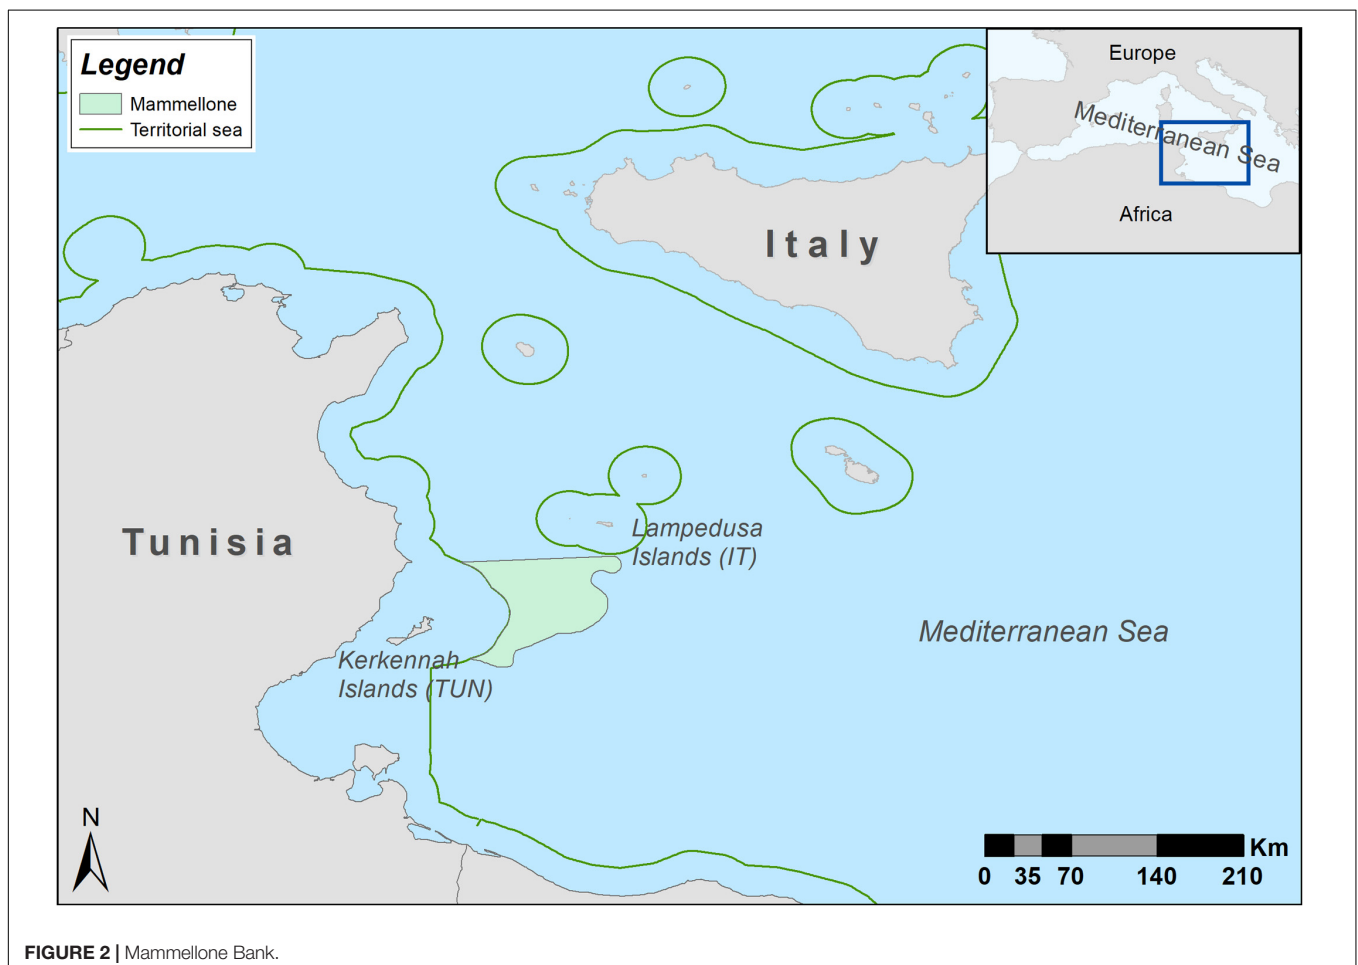 Legend
Mammellone
Territorial sea
Europe
Mediterranean Sea
Africa
Italy
Tunisia
Lampedusa
Islands (IT)
Mediterranean Sea
Kerkennah
Islands (TUN)
N
Km
0 35 70 140 210
FIGURE 2 | Mammellone Bank.